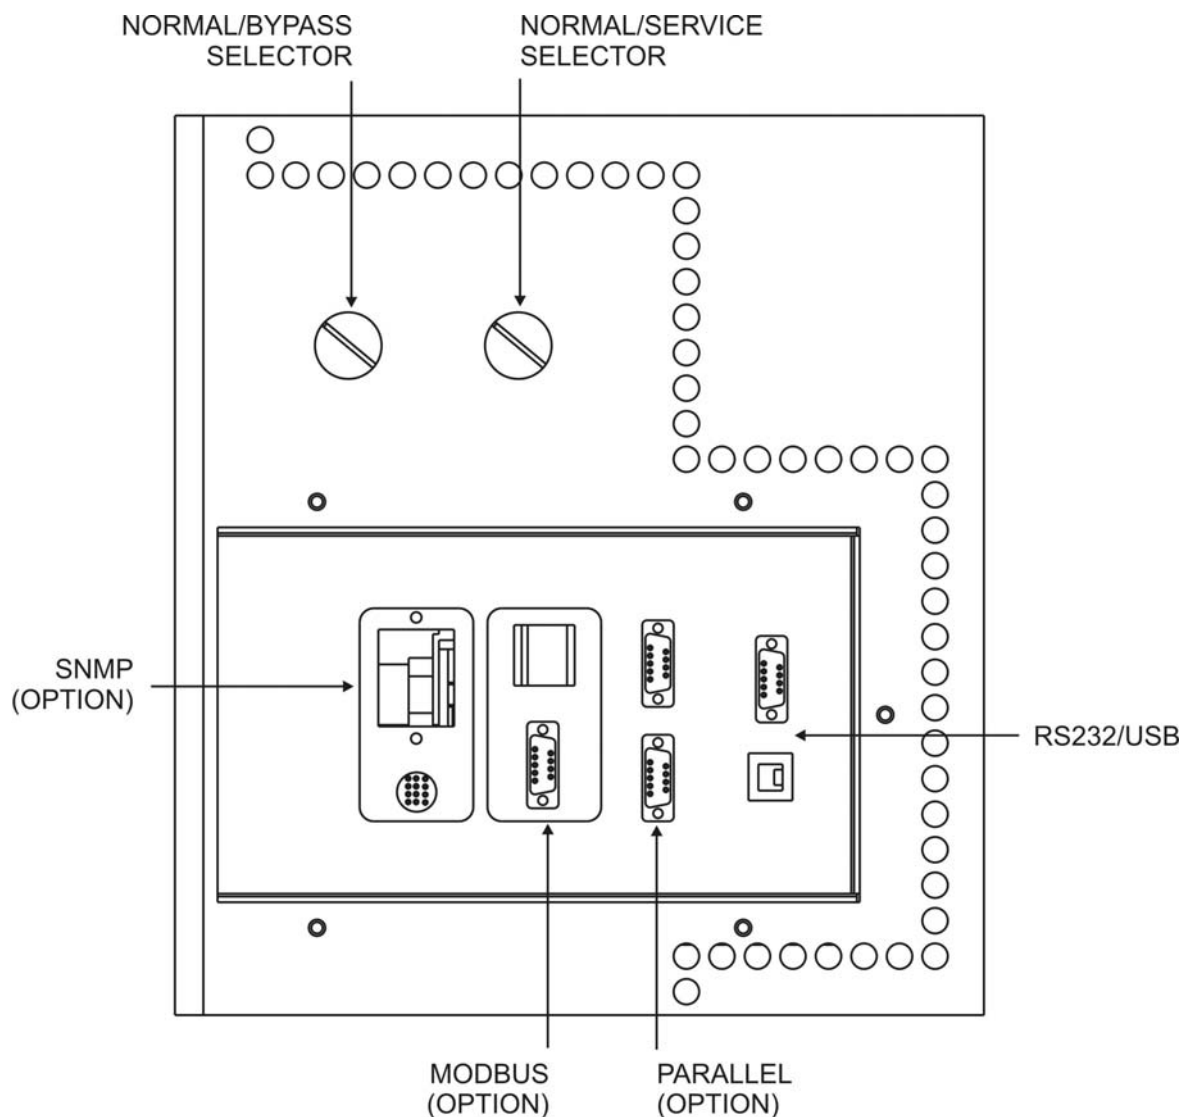 NORMAL/BYPASS
SELECTOR
NORMAL/SERVICE
SELECTOR
SNMP
(OPTION)
RS232/USB
MODBUS
(OPTION)
PARALLEL
(OPTION)